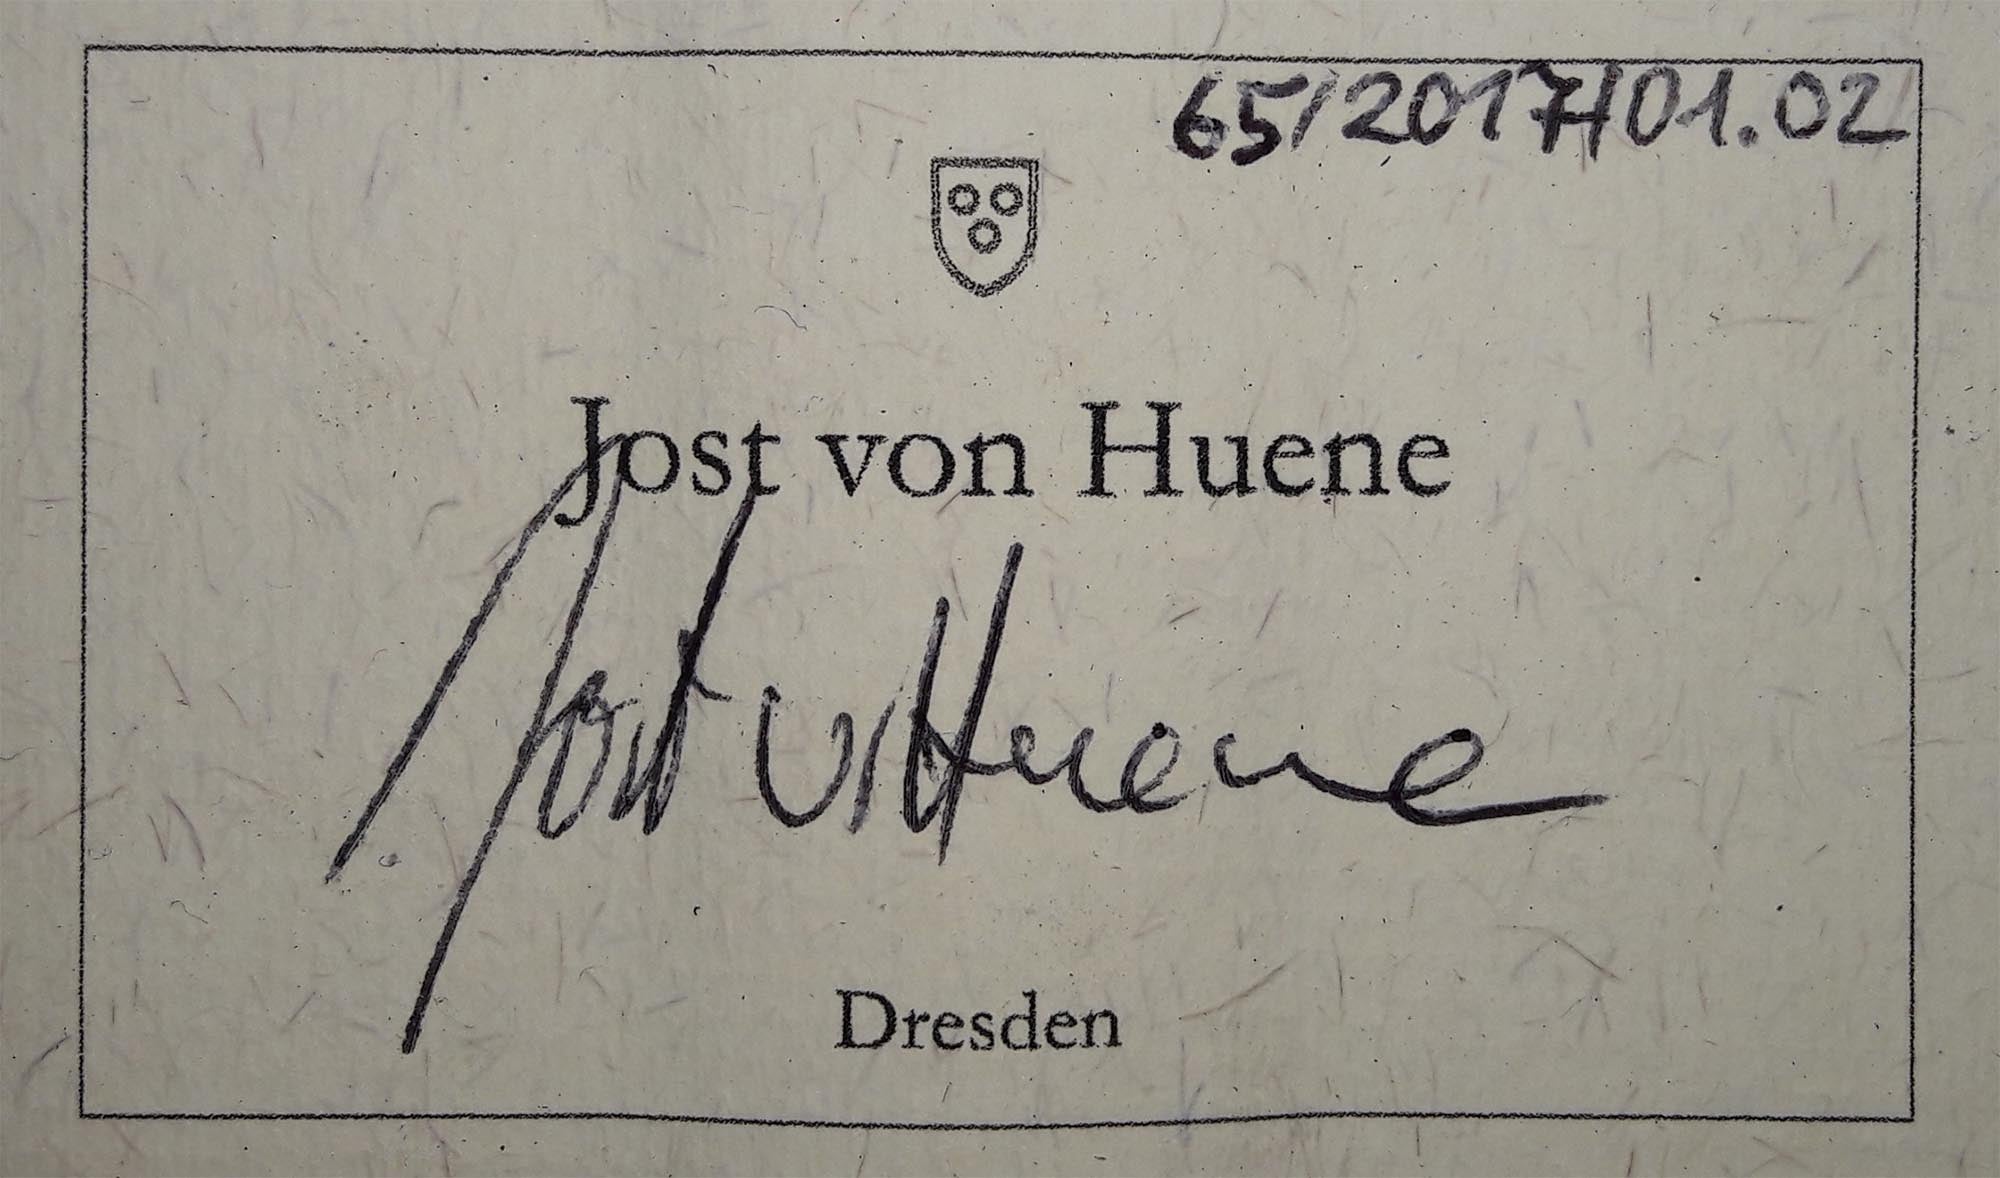 65/2017/01.02
Jost von Huene
Jost v. Huene
Dresden